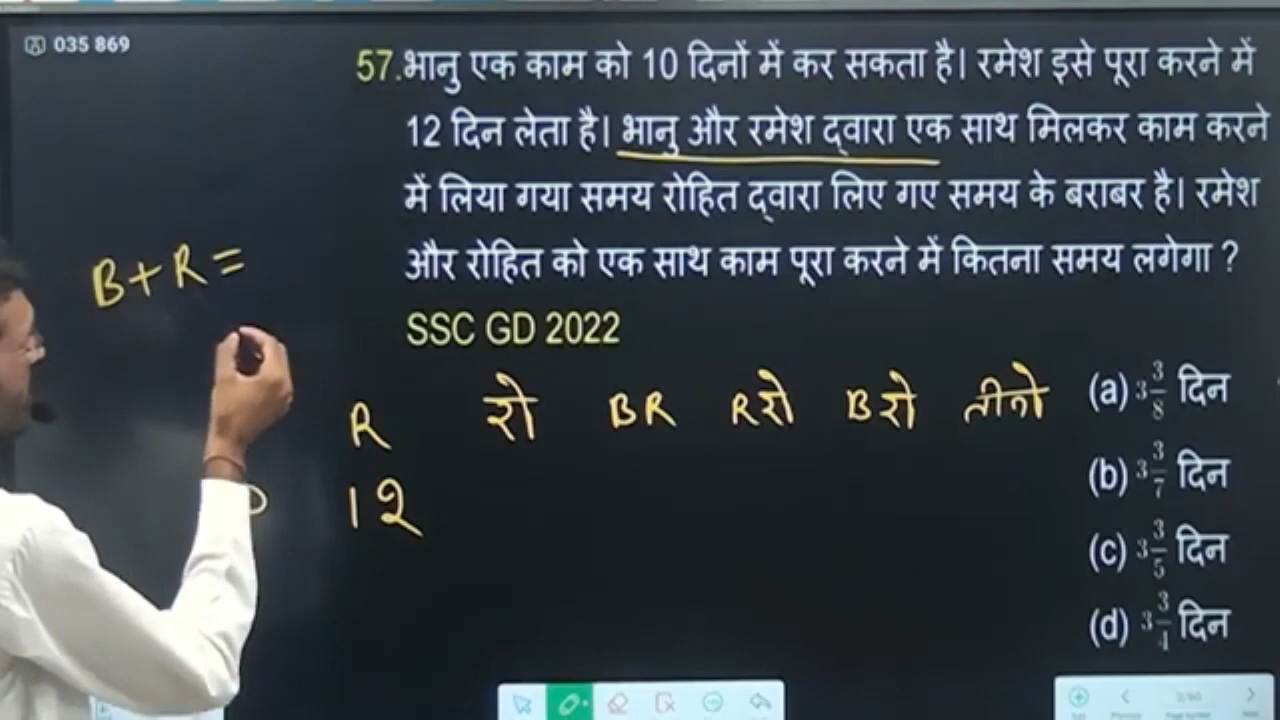 035 869
57.भानु एक काम को 10 दिनों में कर सकता है। रमेश इसे पूरा करने में
12 दिन लेता है। भानु और रमेश द्वारा एक साथ मिलकर काम करने
में लिया गया समय रोहित द्वारा लिए गए समय के बराबर है। रमेश
और रोहित को एक साथ काम पूरा करने में कितना समय लगेगा ?
SSC GD 2022
B+R=
R रो BR Rरो Bरो तीनो
12
(a) 3 3/8 दिन
(b) 3 3/7 दिन
(c) 3 3/5 दिन
(d) 3 3/4 दिन